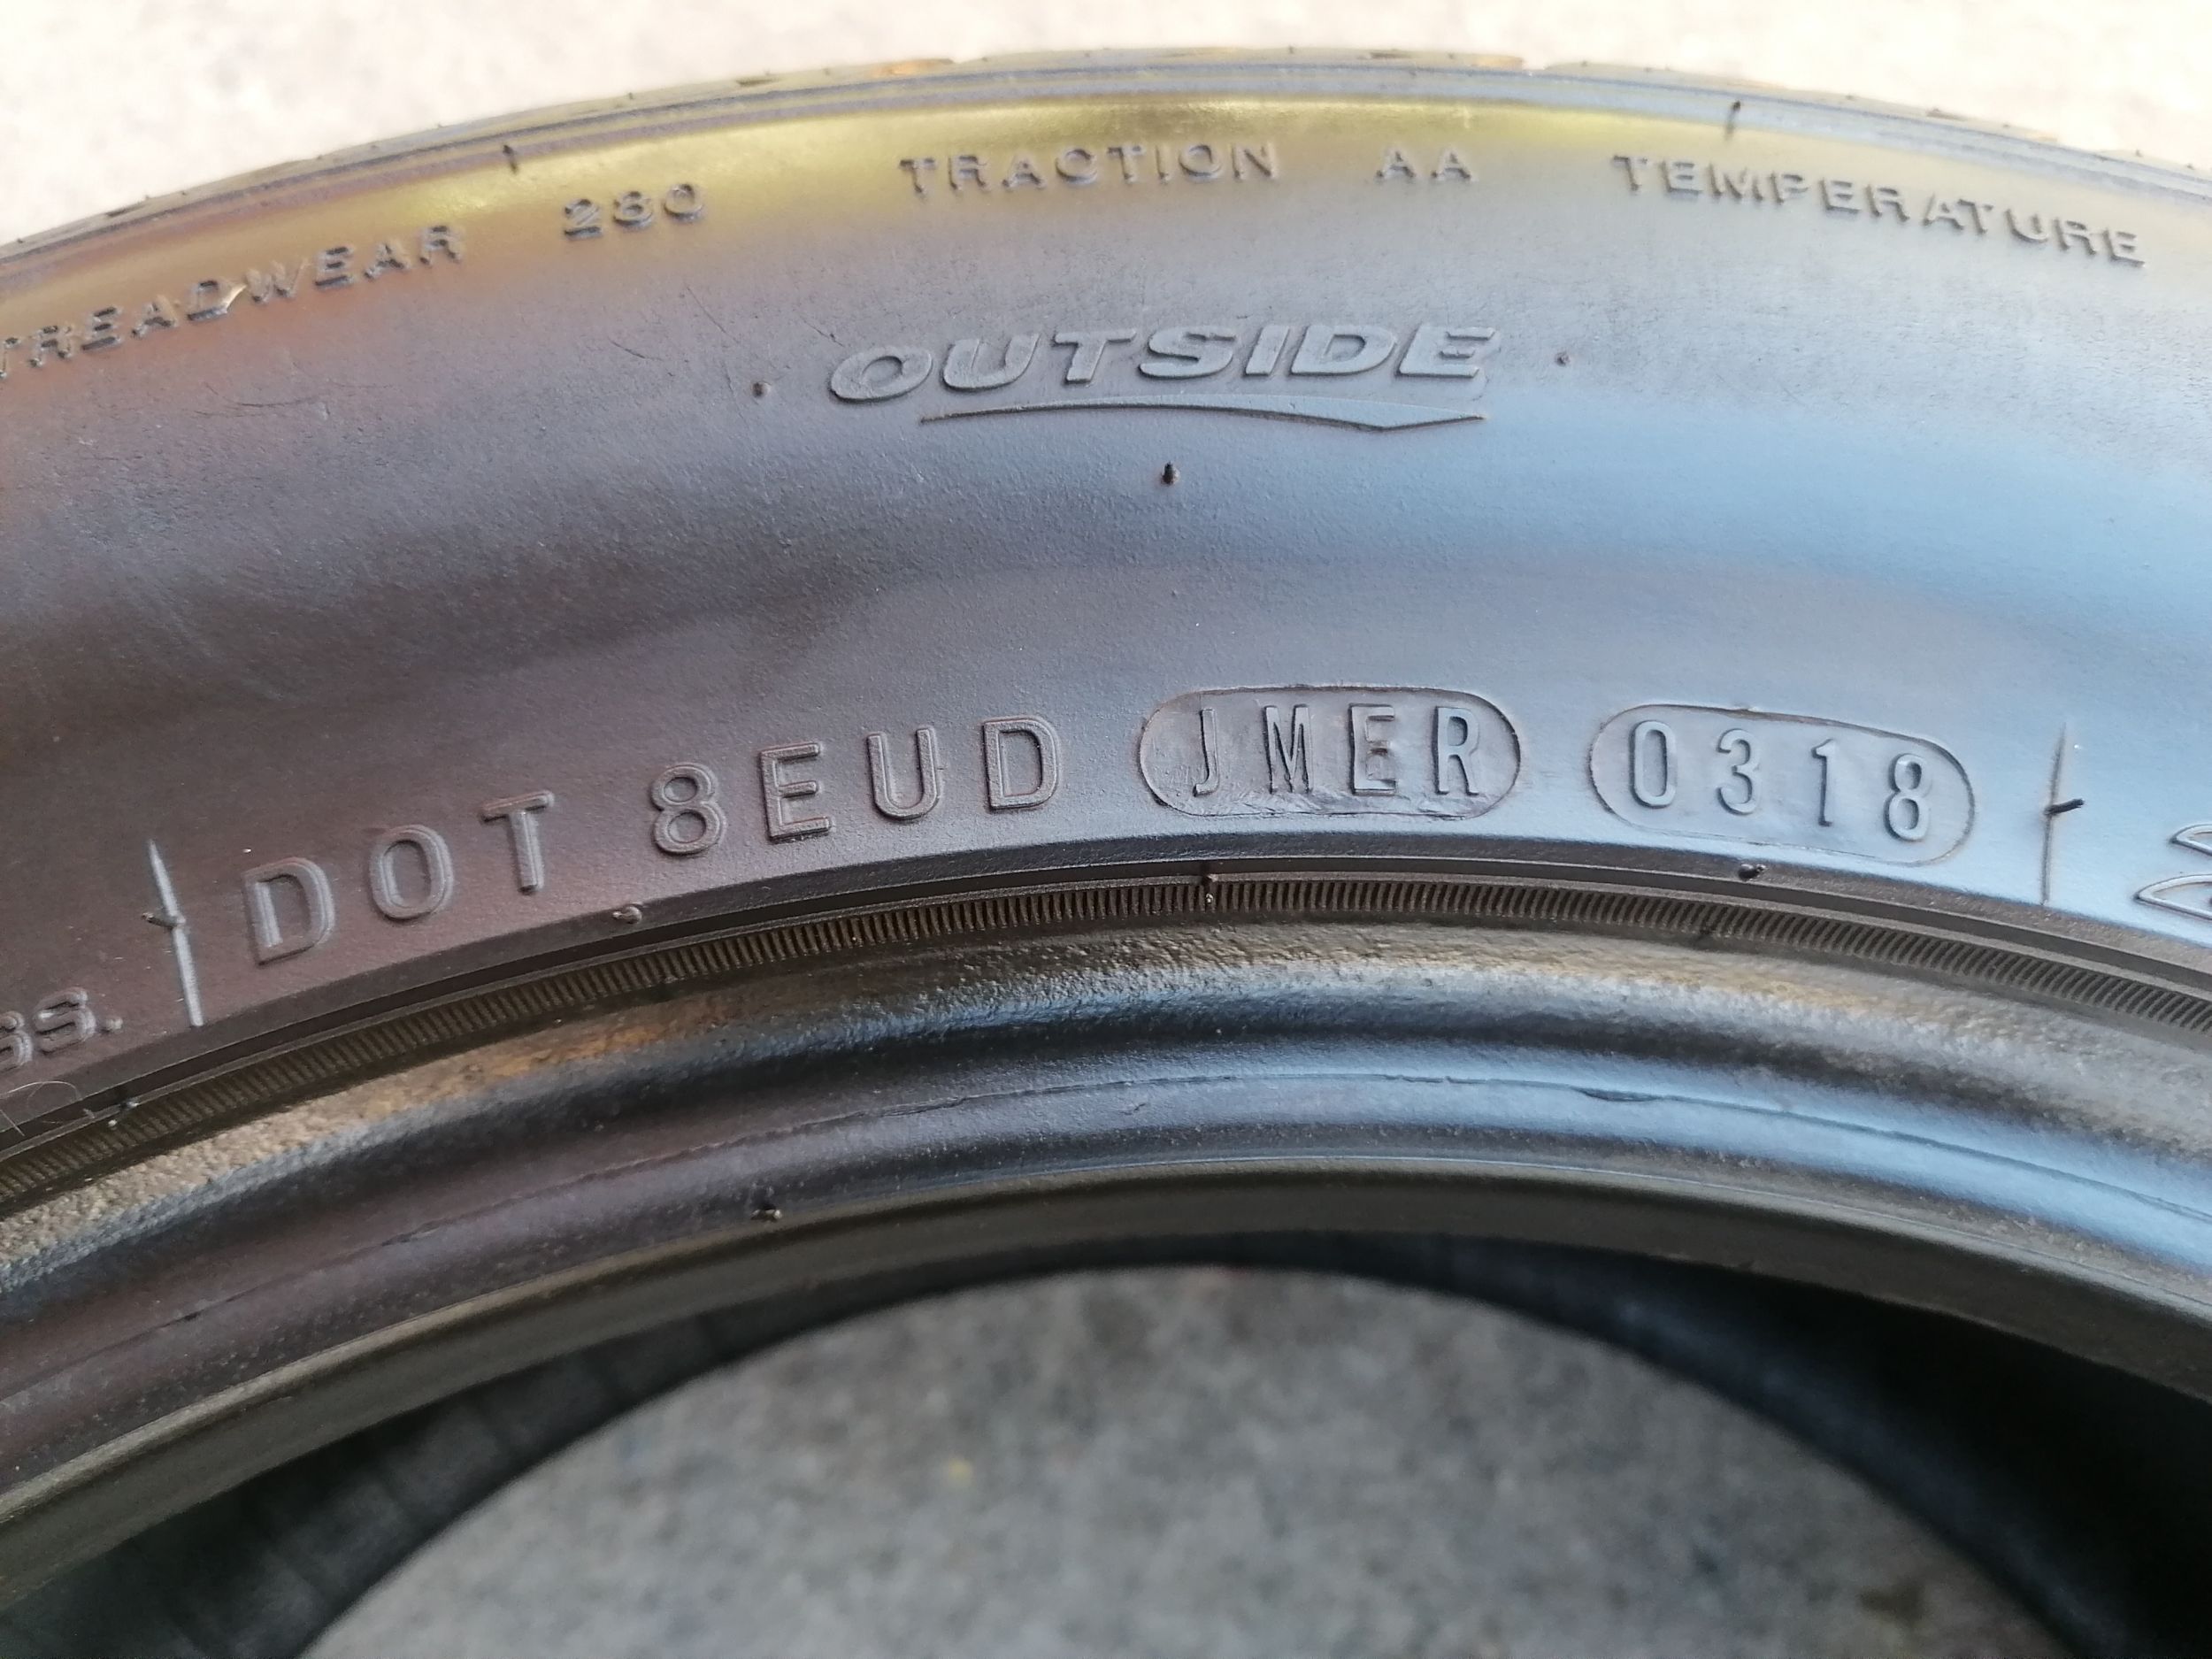 TREADWEAR 280 TRACTION AA TEMPERATURE
OUTSIDE
DOT 8EUD JMER 0318